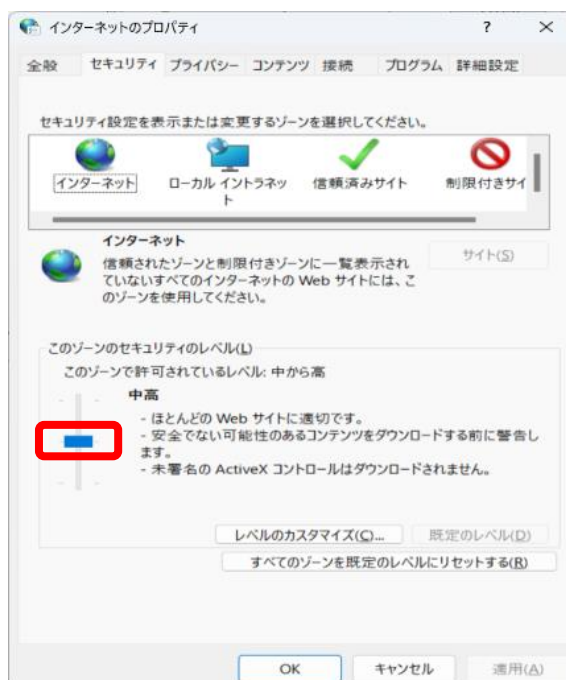 インターネットのプロパティ ? ×
全般 セキュリティ プライバシー コンテンツ 接続 プログラム 詳細設定
セキュリティ設定を表示または変更するゾーンを選択してください。
インターネット ローカル イントラネッ 信頼済みサイト 制限付きサイ
ト
インターネット
信頼されたゾーンと制限付きゾーンに一覧表示され
ていないすべてのインターネットの Web サイトには、こ
のゾーンを使用してください。
サイト(S)
このゾーンのセキュリティのレベル(L)
このゾーンで許可されているレベル: 中から高
中高
- ほとんどの Web サイトに適切です。
- 安全でない可能性のあるコンテンツをダウンロードする前に警告し
ます。
- 未署名の ActiveX コントロールはダウンロードされません。
レベルのカスタマイズ(C)... 既定のレベル(D)
すべてのゾーンを既定のレベルにリセットする(R)
OK キャンセル 適用(A)